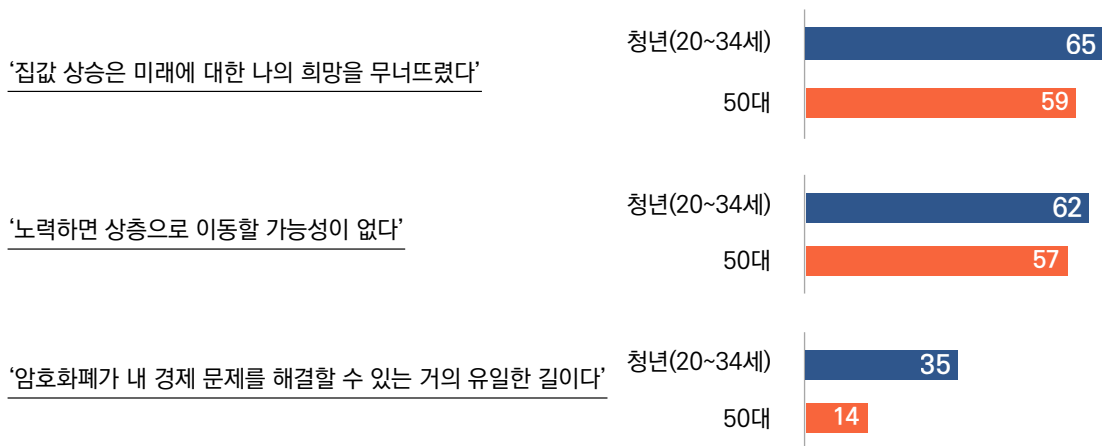 청년(20~34세) 65
‘집값 상승은 미래에 대한 나의 희망을 무너뜨렸다’
50대 59
청년(20~34세) 62
‘노력하면 상층으로 이동할 가능성이 없다’
50대 57
청년(20~34세) 35
‘암호화폐가 내 경제 문제를 해결할 수 있는 거의 유일한 길이다’
50대 14